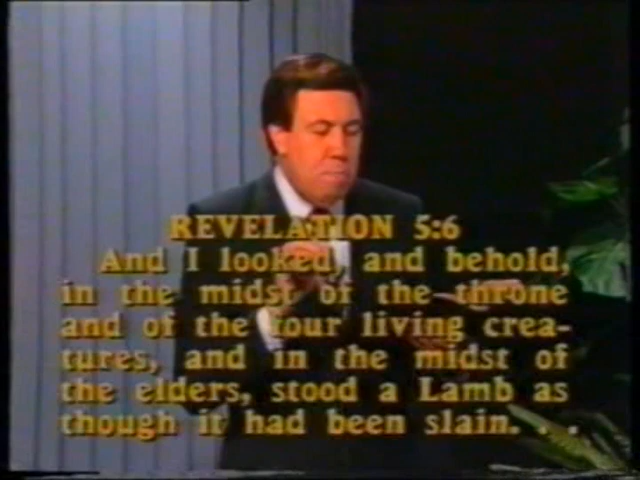 REVELATION 5:6
And I looked, and behold,
in the midst of the throne
and of the four living crea-
tures, and in the midst of
the elders, stood a Lamb as
though it had been slain. . .